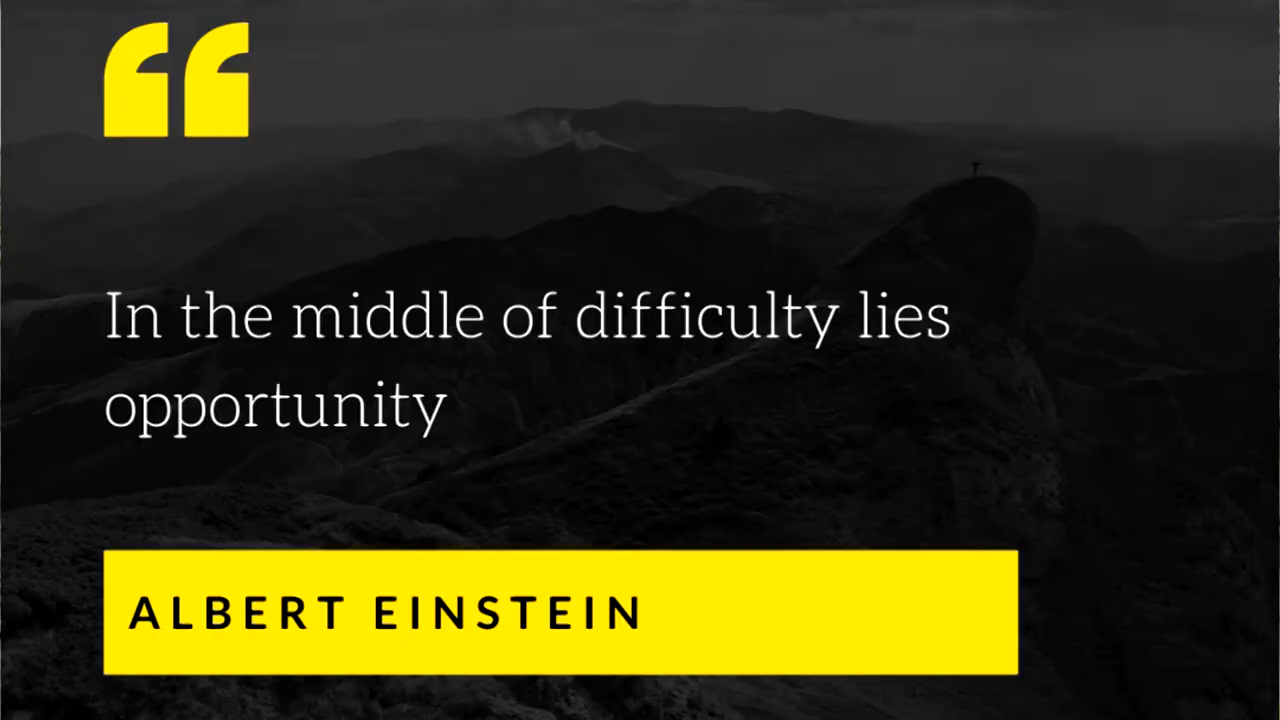 “
In the middle of difficulty lies
opportunity
ALBERT EINSTEIN